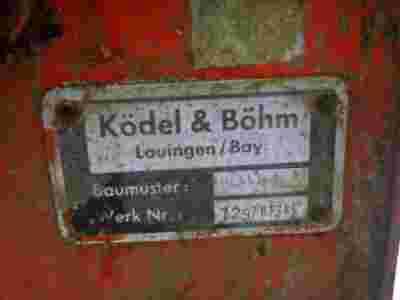 Ködel & Böhm
Lauingen/Bay
Baumuster:
Werk Nr.: